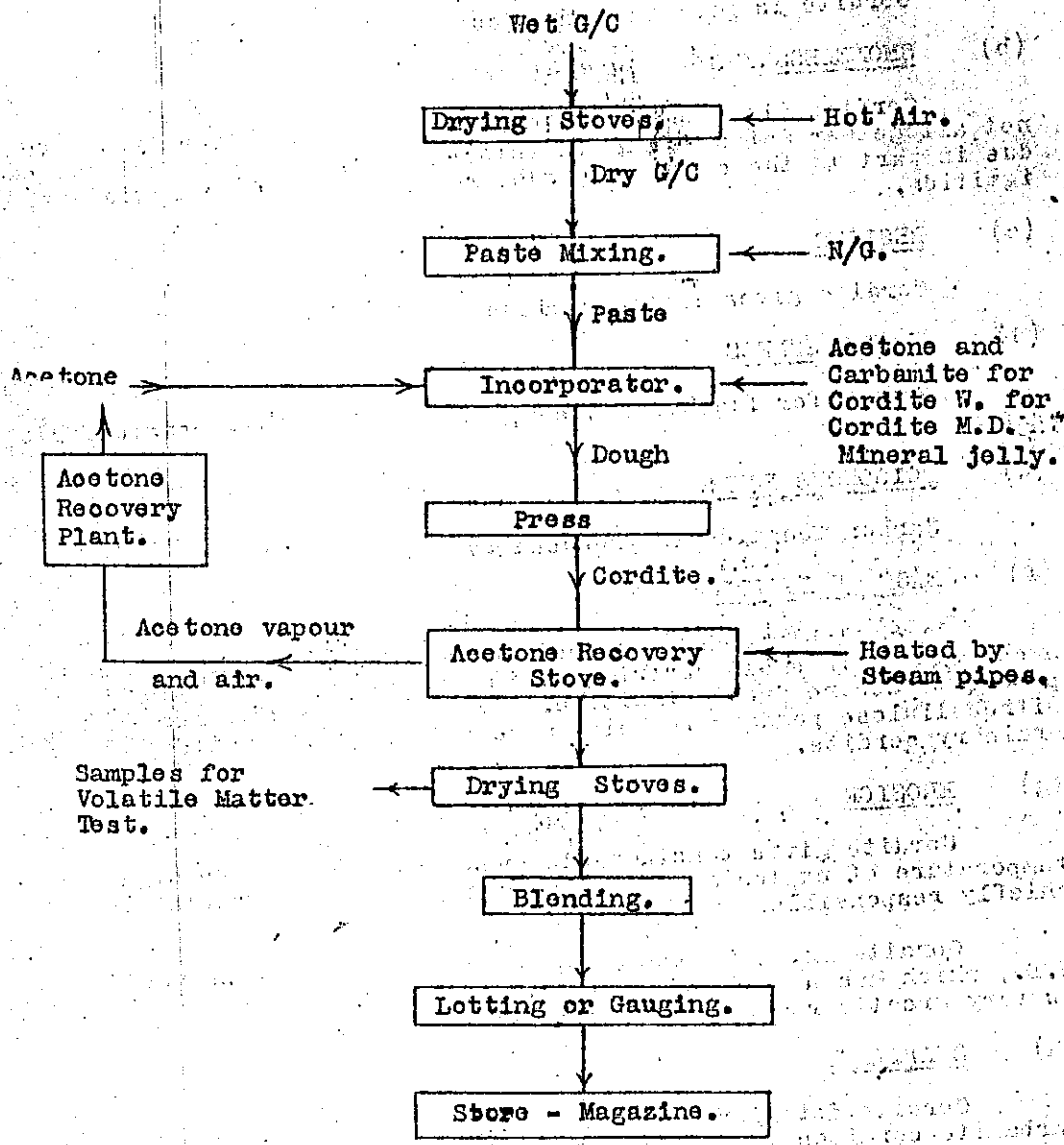 Wet G/C
Drying Stoves.
Hot Air.
Dry G/C
Paste Mixing.
N/G.
Paste
Acetone
Incorporator.
Acetone and
Carbamite for
Cordite W. for
Cordite M.D.
Mineral jelly.
Dough
Acetone
Recovery
Plant.
Press
Cordite.
Acetone vapour
and air.
Acetone Recovery
Stove.
Heated by
Steam pipes.
Samples for
Volatile Matter
Test.
Drying Stoves.
Blending.
Lotting or Gauging.
Store - Magazine.